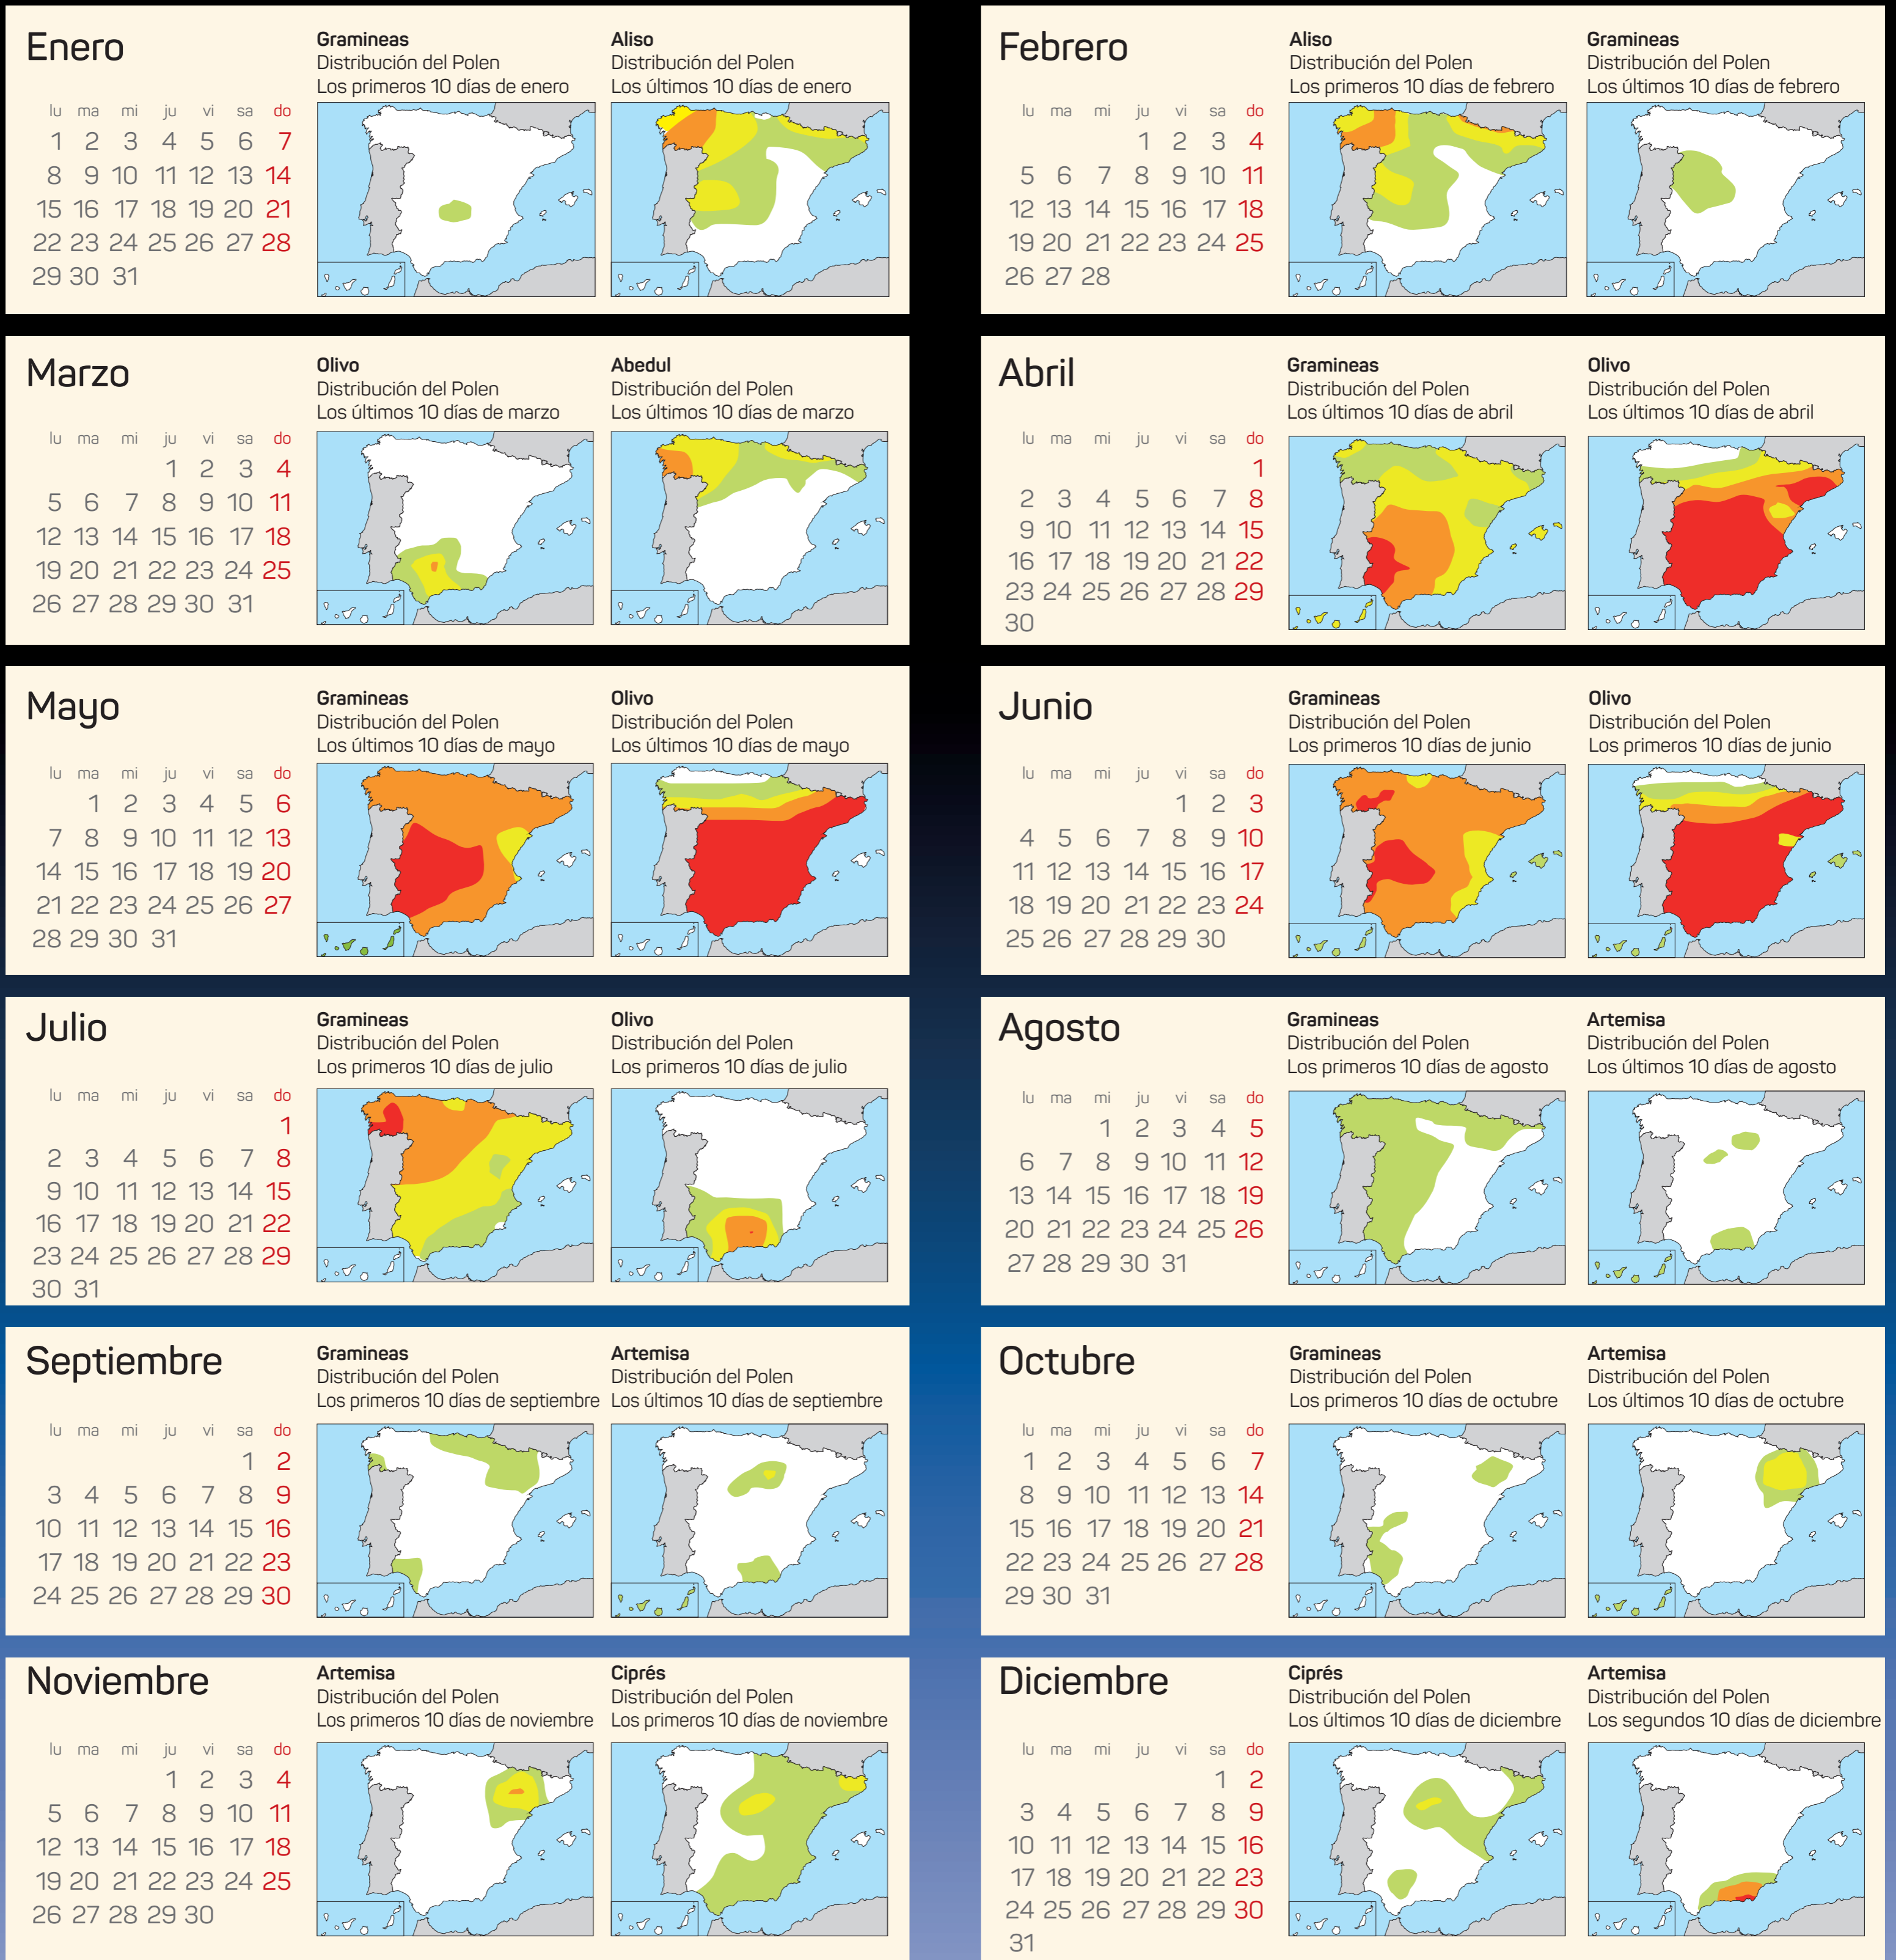 Enero
Gramineas
Distribución del Polen
Los primeros 10 días de enero
Aliso
Distribución del Polen
Los últimos 10 días de enero
lu ma mi ju vi sa do
1 2 3 4 5 6 7
8 9 10 11 12 13 14
15 16 17 18 19 20 21
22 23 24 25 26 27 28
29 30 31
Febrero
Aliso
Distribución del Polen
Los primeros 10 días de febrero
Gramineas
Distribución del Polen
Los últimos 10 días de febrero
lu ma mi ju vi sa do
1 2 3 4
5 6 7 8 9 10 11
12 13 14 15 16 17 18
19 20 21 22 23 24 25
26 27 28
Marzo
Olivo
Distribución del Polen
Los últimos 10 días de marzo
Abedul
Distribución del Polen
Los últimos 10 días de marzo
lu ma mi ju vi sa do
1 2 3 4
5 6 7 8 9 10 11
12 13 14 15 16 17 18
19 20 21 22 23 24 25
26 27 28 29 30 31
Abril
Gramineas
Distribución del Polen
Los últimos 10 días de abril
Olivo
Distribución del Polen
Los últimos 10 días de abril
lu ma mi ju vi sa do
1
2 3 4 5 6 7 8
9 10 11 12 13 14 15
16 17 18 19 20 21 22
23 24 25 26 27 28 29
30
Mayo
Gramineas
Distribución del Polen
Los últimos 10 días de mayo
Olivo
Distribución del Polen
Los últimos 10 días de mayo
lu ma mi ju vi sa do
1 2 3 4 5 6
7 8 9 10 11 12 13
14 15 16 17 18 19 20
21 22 23 24 25 26 27
28 29 30 31
Junio
Gramineas
Distribución del Polen
Los primeros 10 días de junio
Olivo
Distribución del Polen
Los primeros 10 días de junio
lu ma mi ju vi sa do
1 2 3
4 5 6 7 8 9 10
11 12 13 14 15 16 17
18 19 20 21 22 23 24
25 26 27 28 29 30
Julio
Gramineas
Distribución del Polen
Los primeros 10 días de julio
Olivo
Distribución del Polen
Los primeros 10 días de julio
lu ma mi ju vi sa do
1
2 3 4 5 6 7 8
9 10 11 12 13 14 15
16 17 18 19 20 21 22
23 24 25 26 27 28 29
30 31
Agosto
Gramineas
Distribución del Polen
Los primeros 10 días de agosto
Artemisa
Distribución del Polen
Los últimos 10 días de agosto
lu ma mi ju vi sa do
1 2 3 4 5
6 7 8 9 10 11 12
13 14 15 16 17 18 19
20 21 22 23 24 25 26
27 28 29 30 31
Septiembre
Gramineas
Distribución del Polen
Los primeros 10 días de septiembre
Artemisa
Distribución del Polen
Los últimos 10 días de septiembre
lu ma mi ju vi sa do
1 2
3 4 5 6 7 8 9
10 11 12 13 14 15 16
17 18 19 20 21 22 23
24 25 26 27 28 29 30
Octubre
Gramineas
Distribución del Polen
Los primeros 10 días de octubre
Artemisa
Distribución del Polen
Los últimos 10 días de octubre
lu ma mi ju vi sa do
1 2 3 4 5 6 7
8 9 10 11 12 13 14
15 16 17 18 19 20 21
22 23 24 25 26 27 28
29 30 31
Noviembre
Artemisa
Distribución del Polen
Los primeros 10 días de noviembre
Ciprés
Distribución del Polen
Los primeros 10 días de noviembre
lu ma mi ju vi sa do
1 2 3 4
5 6 7 8 9 10 11
12 13 14 15 16 17 18
19 20 21 22 23 24 25
26 27 28 29 30
Diciembre
Ciprés
Distribución del Polen
Los últimos 10 días de diciembre
Artemisa
Distribución del Polen
Los segundos 10 días de diciembre
lu ma mi ju vi sa do
1 2
3 4 5 6 7 8 9
10 11 12 13 14 15 16
17 18 19 20 21 22 23
24 25 26 27 28 29 30
31